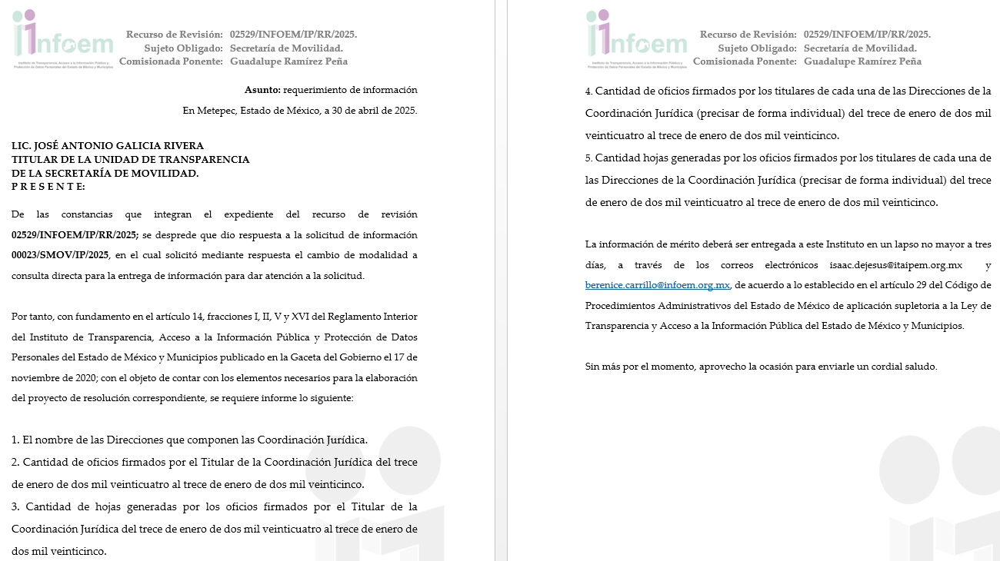 infoem
Instituto de Transparencia, Acceso a la Información Pública y
Protección de Datos Personales del Estado de México y Municipios
Recurso de Revisión: 02529/INFOEM/IP/RR/2025.
Sujeto Obligado: Secretaría de Movilidad.
Comisionada Ponente: Guadalupe Ramírez Peña
Asunto: requerimiento de información
En Metepec, Estado de México, a 30 de abril de 2025.
LIC. JOSÉ ANTONIO GALICIA RIVERA
TITULAR DE LA UNIDAD DE TRANSPARENCIA
DE LA SECRETARÍA DE MOVILIDAD.
P R E S E N T E:
De las constancias que integran el expediente del recurso de revisión
02529/INFOEM/IP/RR/2025; se desprede que dio respuesta a la solicitud de información
00023/SMOV/IP/2025, en el cual solicitó mediante respuesta el cambio de modalidad a
consulta directa para la entrega de información para dar atención a la solicitud.
Por tanto, con fundamento en el artículo 14, fracciones I, II, V y XVI del Reglamento Interior
del Instituto de Transparencia, Acceso a la Información Pública y Protección de Datos
Personales del Estado de México y Municipios publicado en la Gaceta del Gobierno el 17 de
noviembre de 2020; con el objeto de contar con los elementos necesarios para la elaboración
del proyecto de resolución correspondiente, se requiere informe lo siguiente:
1. El nombre de las Direcciones que componen las Coordinación Jurídica.
2. Cantidad de oficios firmados por el Titular de la Coordinación Jurídica del trece
de enero de dos mil veinticuatro al trece de enero de dos mil veinticinco.
3. Cantidad de hojas generadas por los oficios firmados por el Titular de la
Coordinación Jurídica del trece de enero de dos mil veinticuatro al trece de enero de
dos mil veinticinco.
infoem
Instituto de Transparencia, Acceso a la Información Pública y
Protección de Datos Personales del Estado de México y Municipios
Recurso de Revisión: 02529/INFOEM/IP/RR/2025.
Sujeto Obligado: Secretaría de Movilidad.
Comisionada Ponente: Guadalupe Ramírez Peña
4. Cantidad de oficios firmados por los titulares de cada una de las Direcciones de la
Coordinación Jurídica (precisar de forma individual) del trece de enero de dos mil
veinticuatro al trece de enero de dos mil veinticinco.
5. Cantidad hojas generadas por los oficios firmados por los titulares de cada una de
las Direcciones de la Coordinación Jurídica (precisar de forma individual) del trece
de enero de dos mil veinticuatro al trece de enero de dos mil veinticinco.
La información de mérito deberá ser entregada a este Instituto en un lapso no mayor a tres
días, a través de los correos electrónicos isaac.dejesus@itaipem.org.mx y
berenice.carrillo@infoem.org.mx, de acuerdo a lo establecido en el artículo 29 del Código de
Procedimientos Administrativos del Estado de México de aplicación supletoria a la Ley de
Transparencia y Acceso a la Información Pública del Estado de México y Municipios.
Sin más por el momento, aprovecho la ocasión para enviarle un cordial saludo.